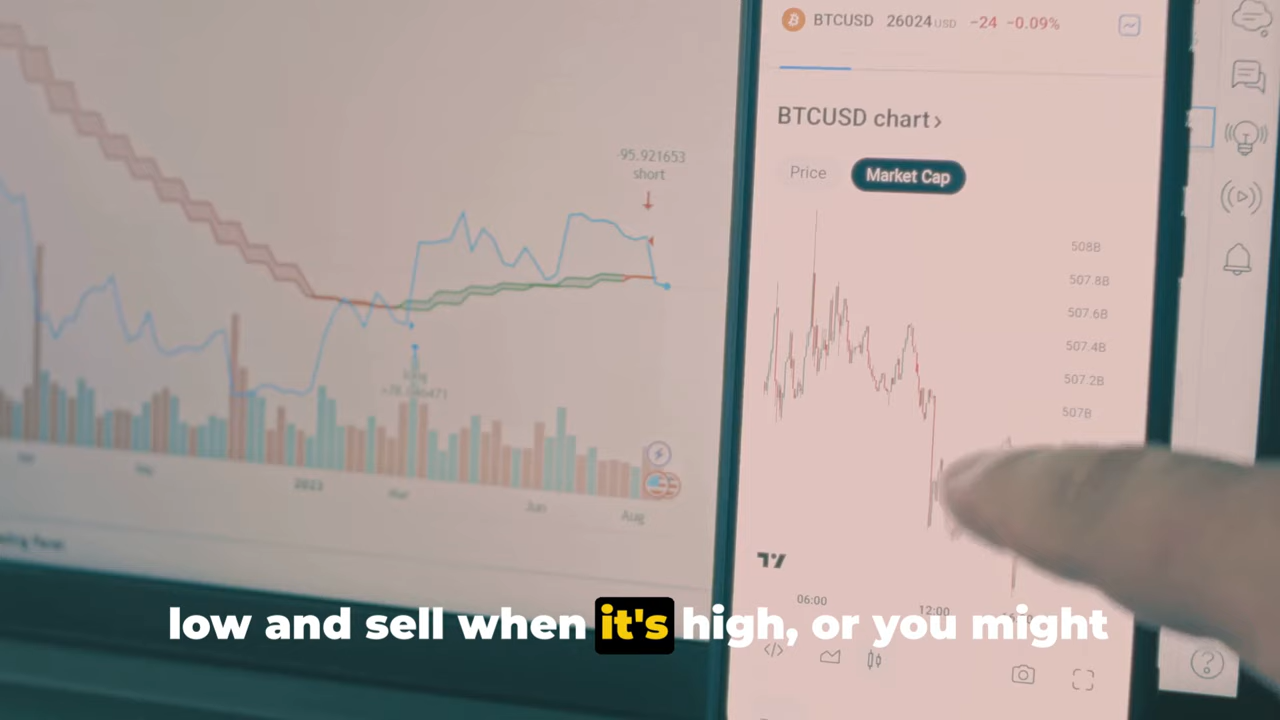 BTCUSD 26024 USD −24 −0.09%
BTCUSD chart ›
Price Market Cap
-95.921653
short
508B
507.8B
507.6B
507.4B
507.2B
507B
2023
Jun
Aug
06:00
12:00
low and sell when it's high, or you might